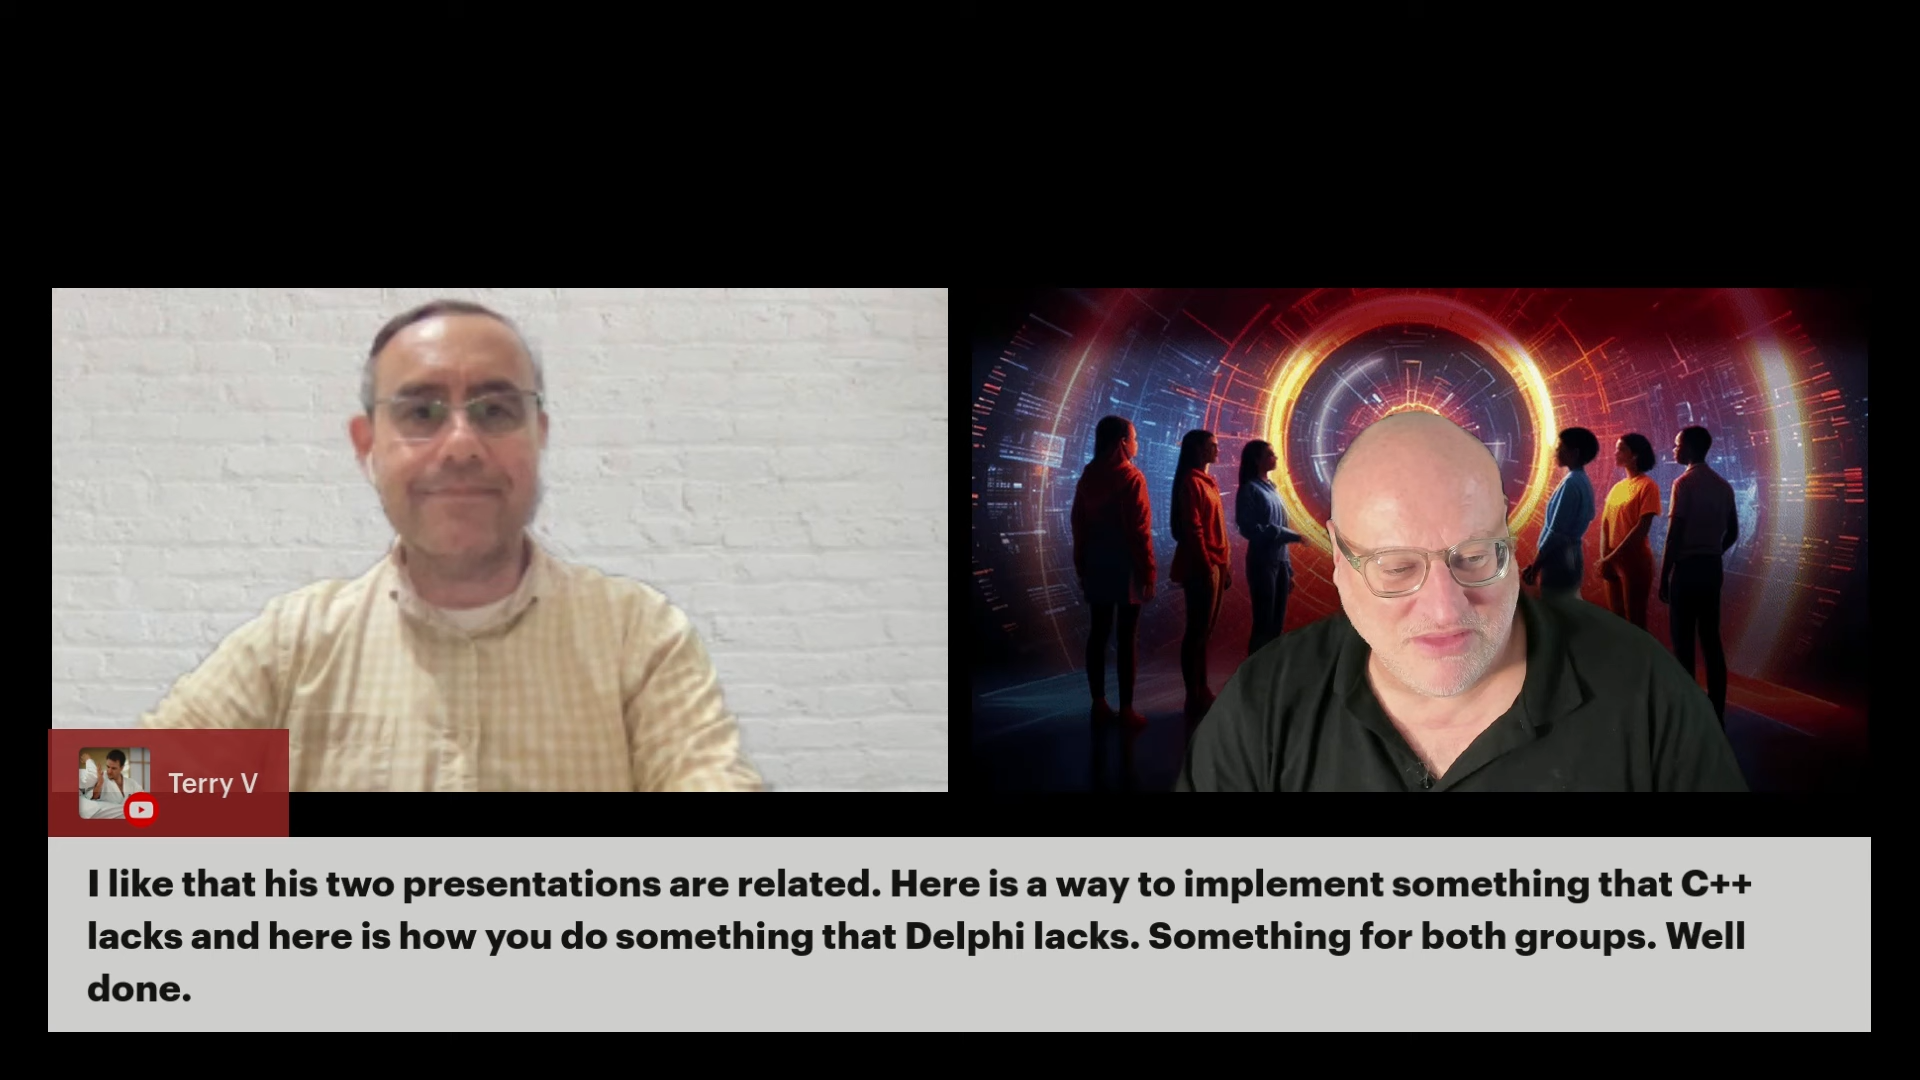 Terry V
I like that his two presentations are related. Here is a way to implement something that C++
lacks and here is how you do something that Delphi lacks. Something for both groups. Well
done.